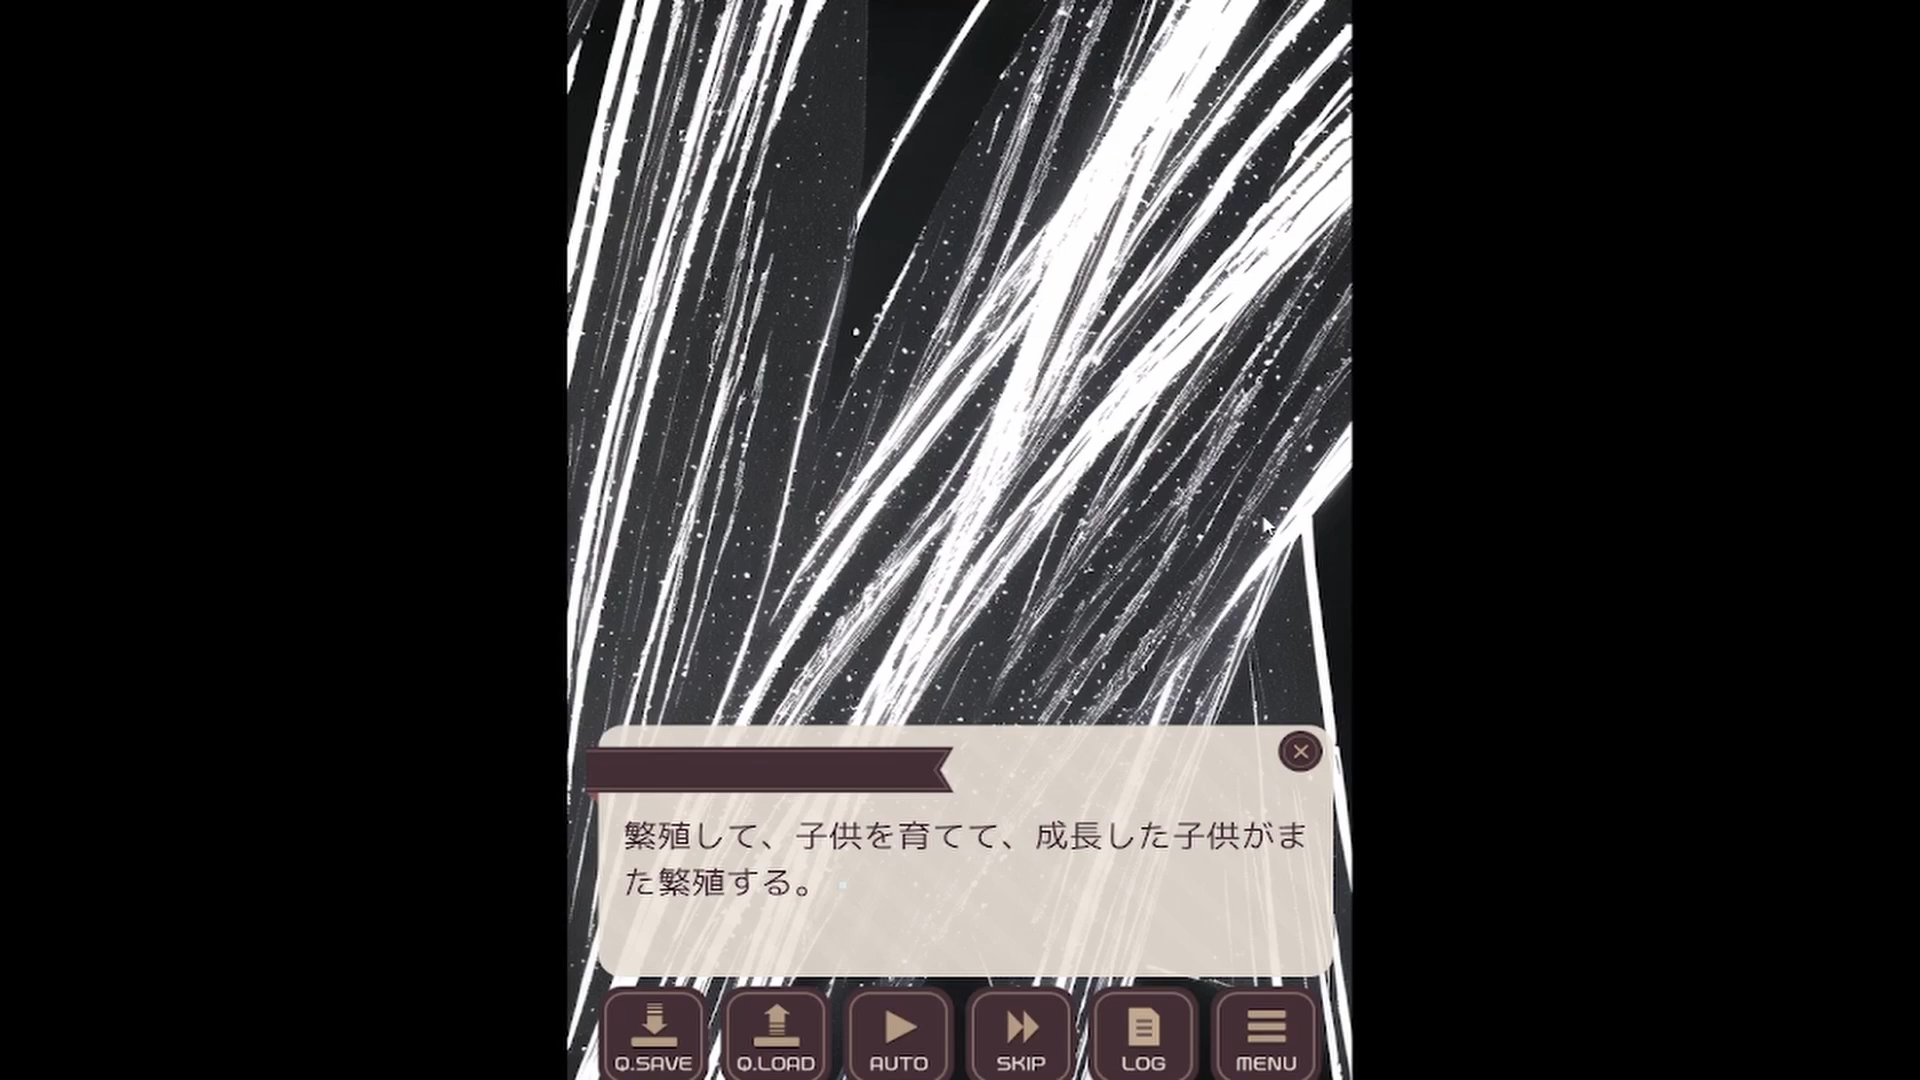 繁殖して、子供を育てて、成長した子供がま
た繁殖する。
Q.SAVE
Q.LOAD
AUTO
SKIP
LOG
MENU